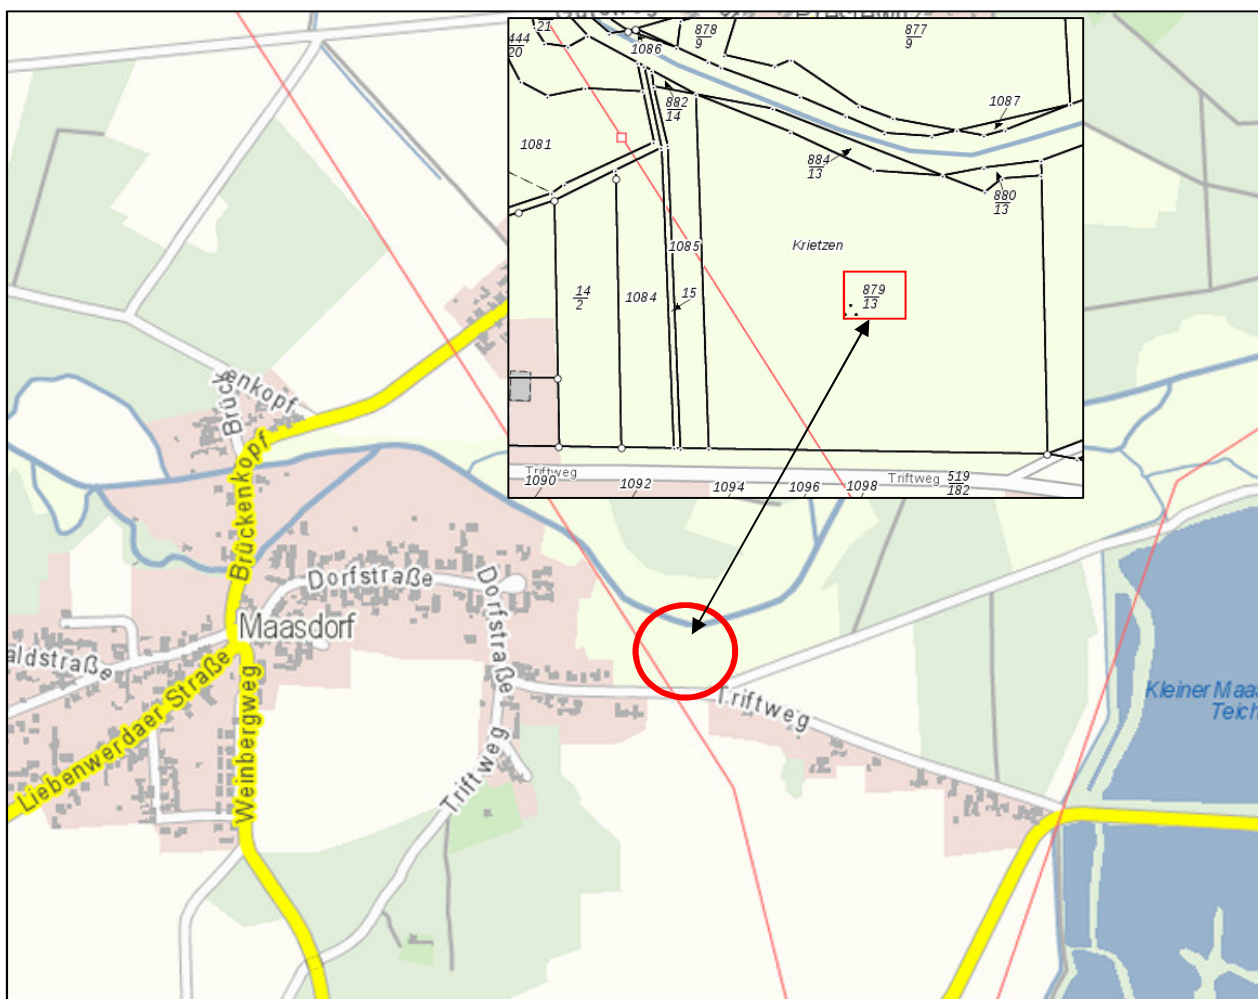 21
444
20
1086
878
9
877
9
882
14
1087
1081
884
13
880
13
1085
Krietzen
14
2
1084
15
879
13
Triftweg
Triftweg
519
182
1090
1092
1094
1096
1098
Brückenkopf
Brückenkopf
Dorfstraße
Dorfstraße
Maasdorf
aldstraße
Liebenwerdaer Straße
Weinbergweg
Triftweg
Triftweg
Kleiner Maas
Teich